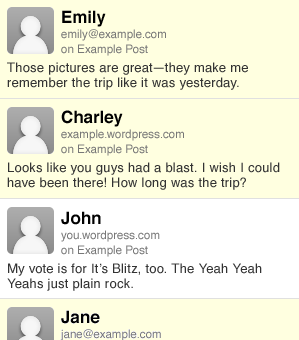 Emily
emily@example.com
on Example Post
Those pictures are great—they make me
remember the trip like it was yesterday.
Charley
example.wordpress.com
on Example Post
Looks like you guys had a blast. I wish I could
have been there! How long was the trip?
John
you.wordpress.com
on Example Post
My vote is for It's Blitz, too. The Yeah Yeah
Yeahs just plain rock.
Jane
jane@example.com